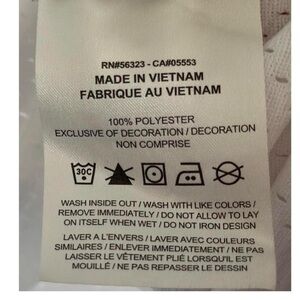 RN#56323 - CA#05553
MADE IN VIETNAM
FABRIQUE AU VIETNAM
100% POLYESTER
EXCLUSIVE OF DECORATION / DECORATION
NON COMPRISE
30C
WASH INSIDE OUT / WASH WITH LIKE COLORS /
REMOVE IMMEDIATELY / DO NOT ALLOW TO LAY
ON ITSELF WHEN WET / DO NOT IRON DESIGN
LAVER A L'ENVERS / LAVER AVEC COULEURS
SIMILAIRES / ENLEVER IMMEDIATEMENT / NE PAS
LAISSER LE VÊTEMENT PLIÉ LORSQU'IL EST
MOUILLÉ / NE PAS REPASSER LE DESSIN